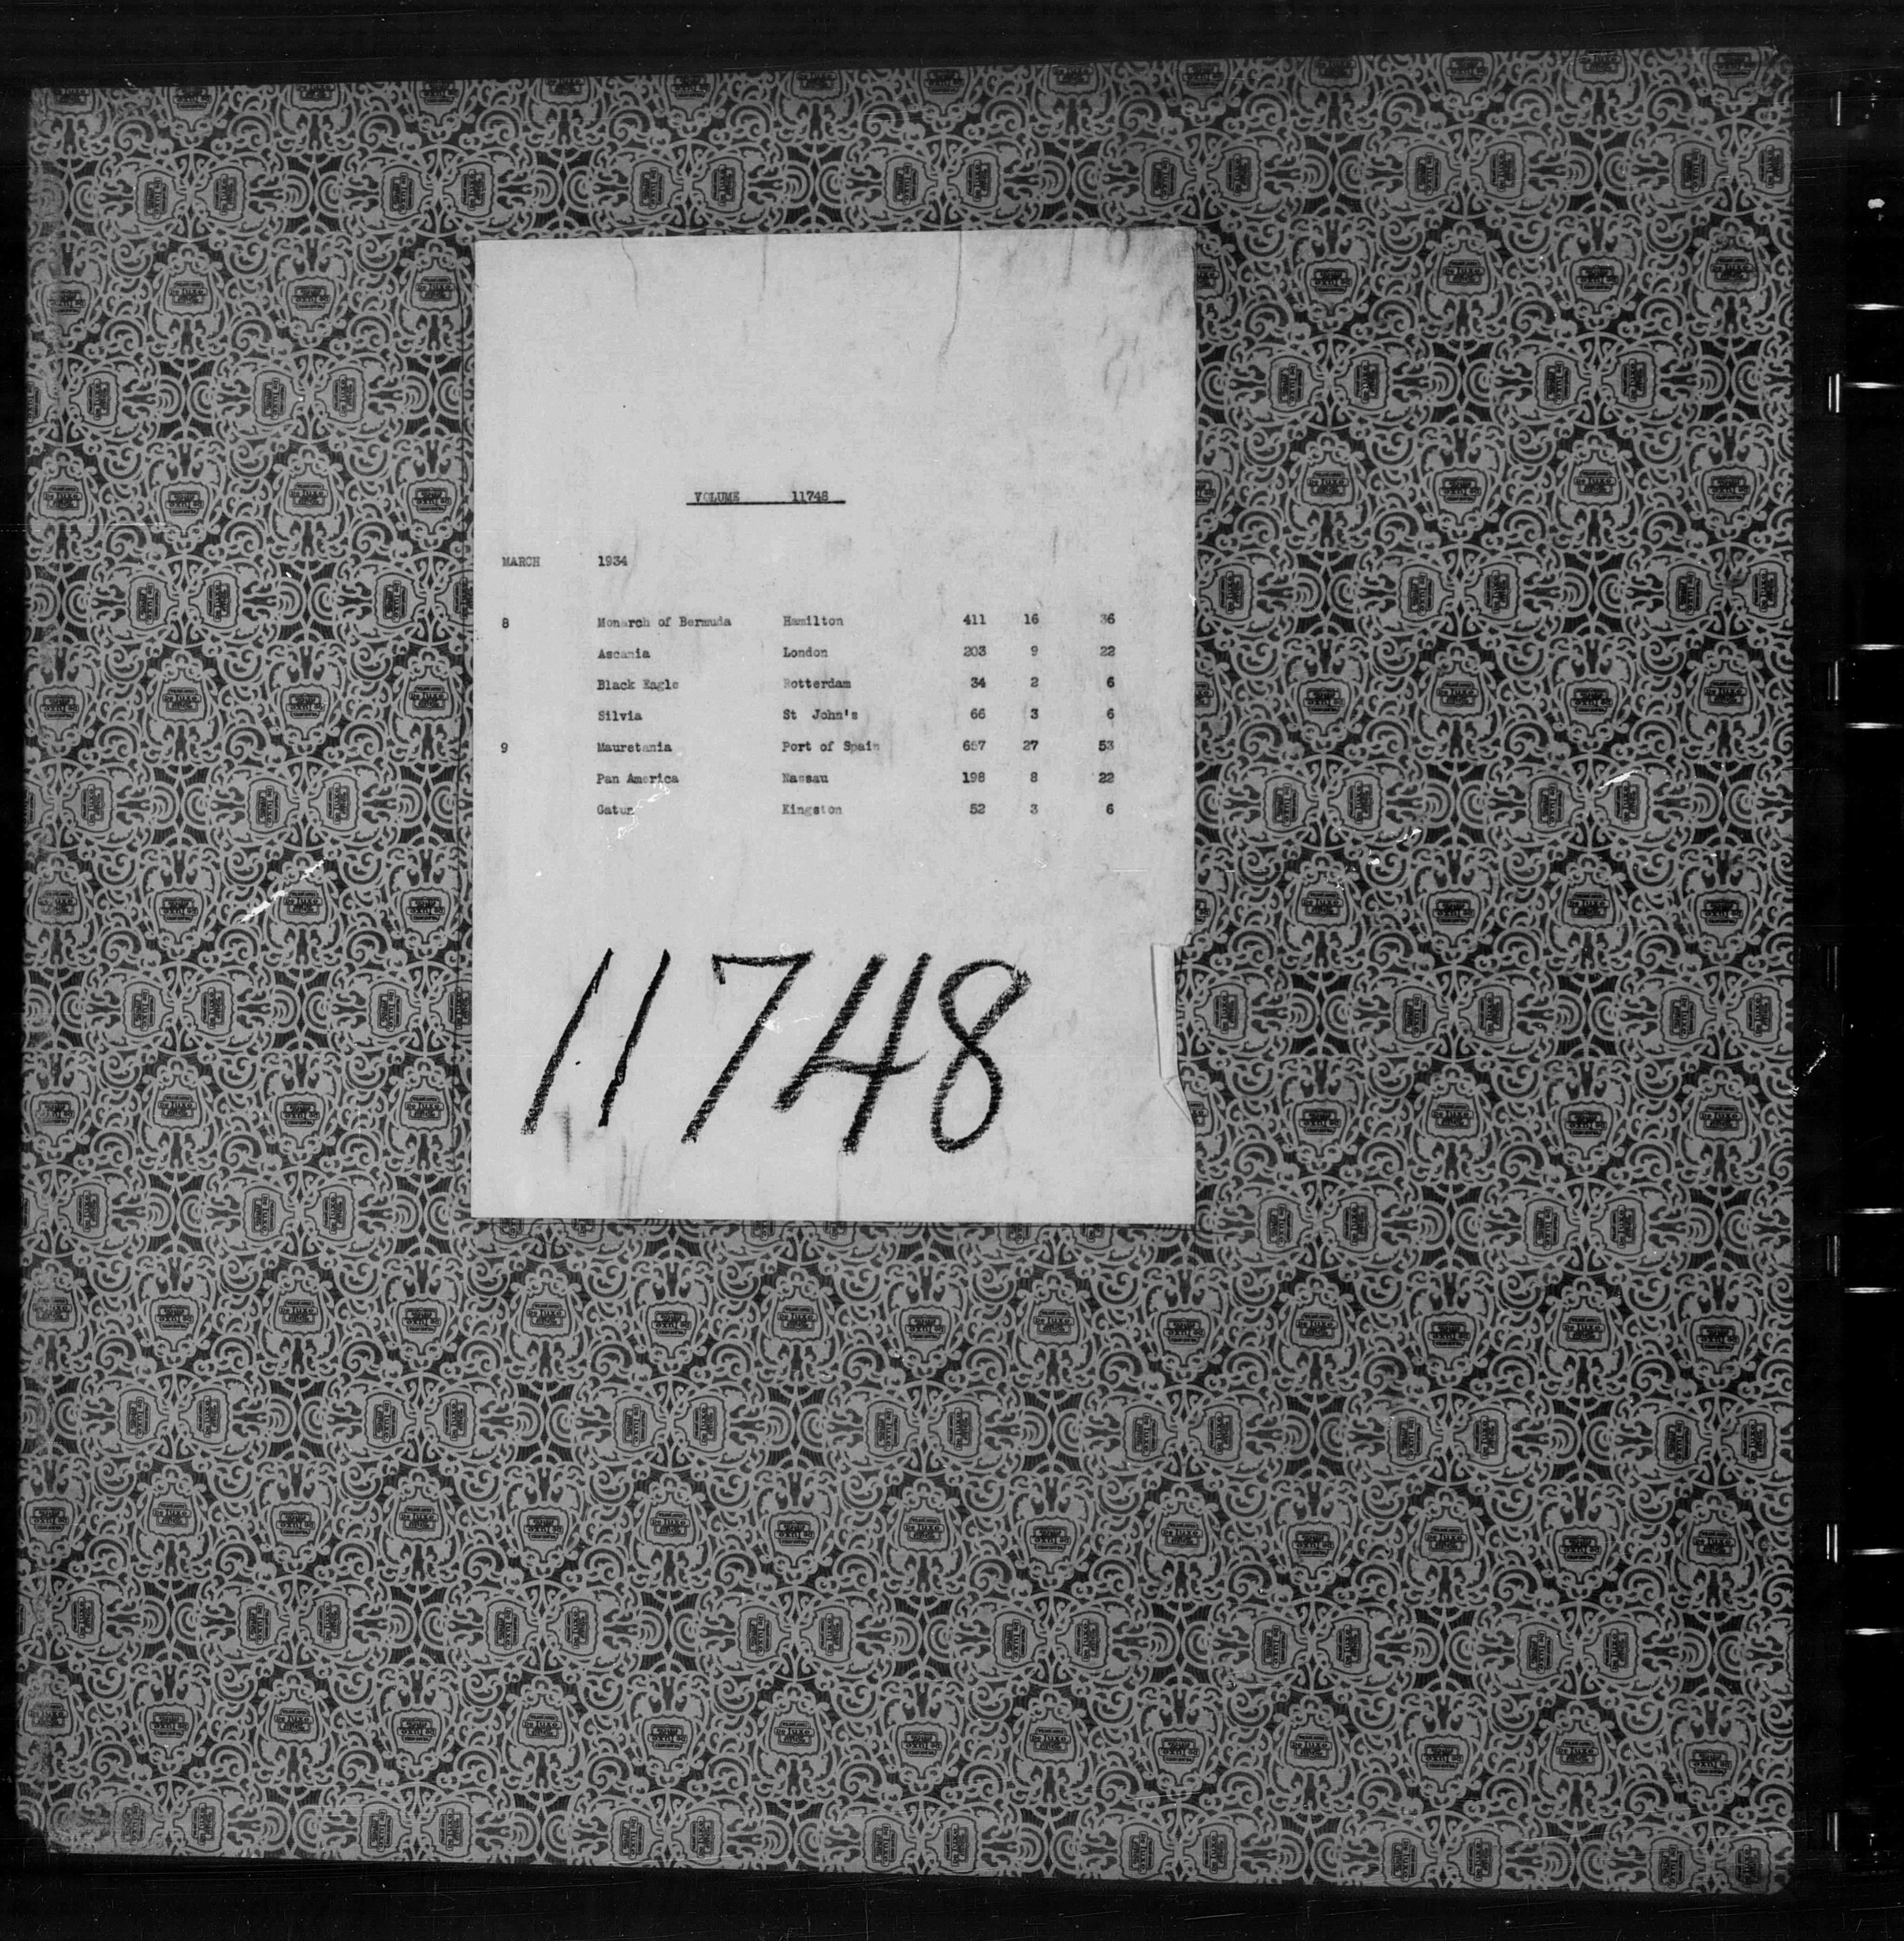 VOLUME 11748
MARCH 1934
8 Monarch of Bermuda Hamilton 411 16 36
Ascania London 203 9 22
Black Eagle Rotterdam 34 2 6
Silvia St John's 66 3 6
9 Mauretania Port of Spain 27 53
Pan America Nassau 198 8 22
Gatun Kingston 52 3 6
11748